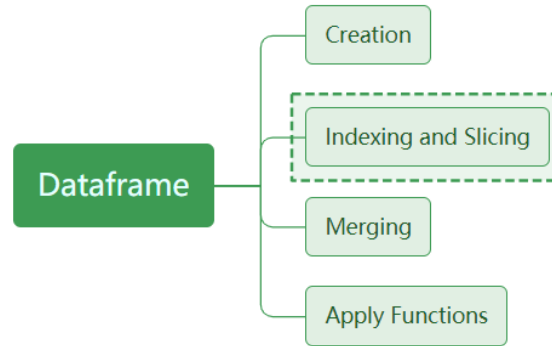 Creation
Indexing and Slicing
Dataframe
Merging
Apply Functions